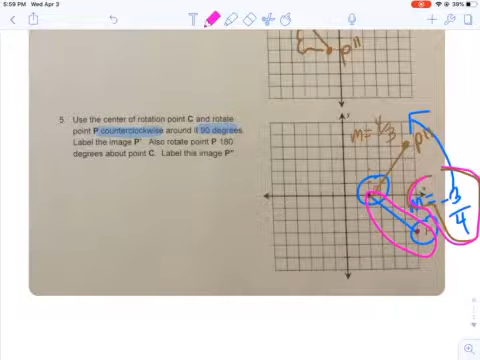 5:59 PM Wed Apr 3
86%
T
P"
5. Use the center of rotation point C and rotate
point P counterclockwise around it 90 degrees.
Label the image P' Also rotate point P 180
degrees about point C. Label this image P"
m=4/3
P"
m=-3/4